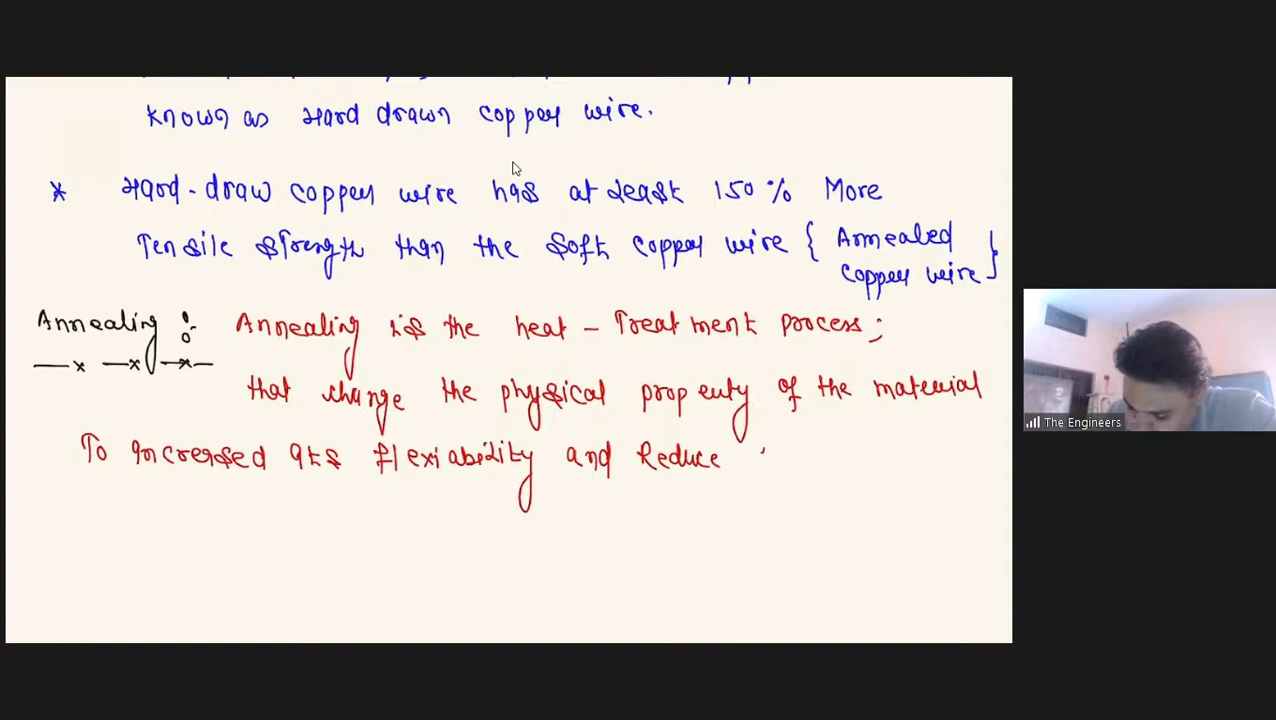 known as Hard drawn copper wire.
* Hard-draw copper wire has at least 150% More
Tensile strength than the soft copper wire { Annealed
copper wire }
Annealing : Annealing is the heat - Treatment process;
that change the physical property of the material
To increased its flexiability and Reduce
The Engineers